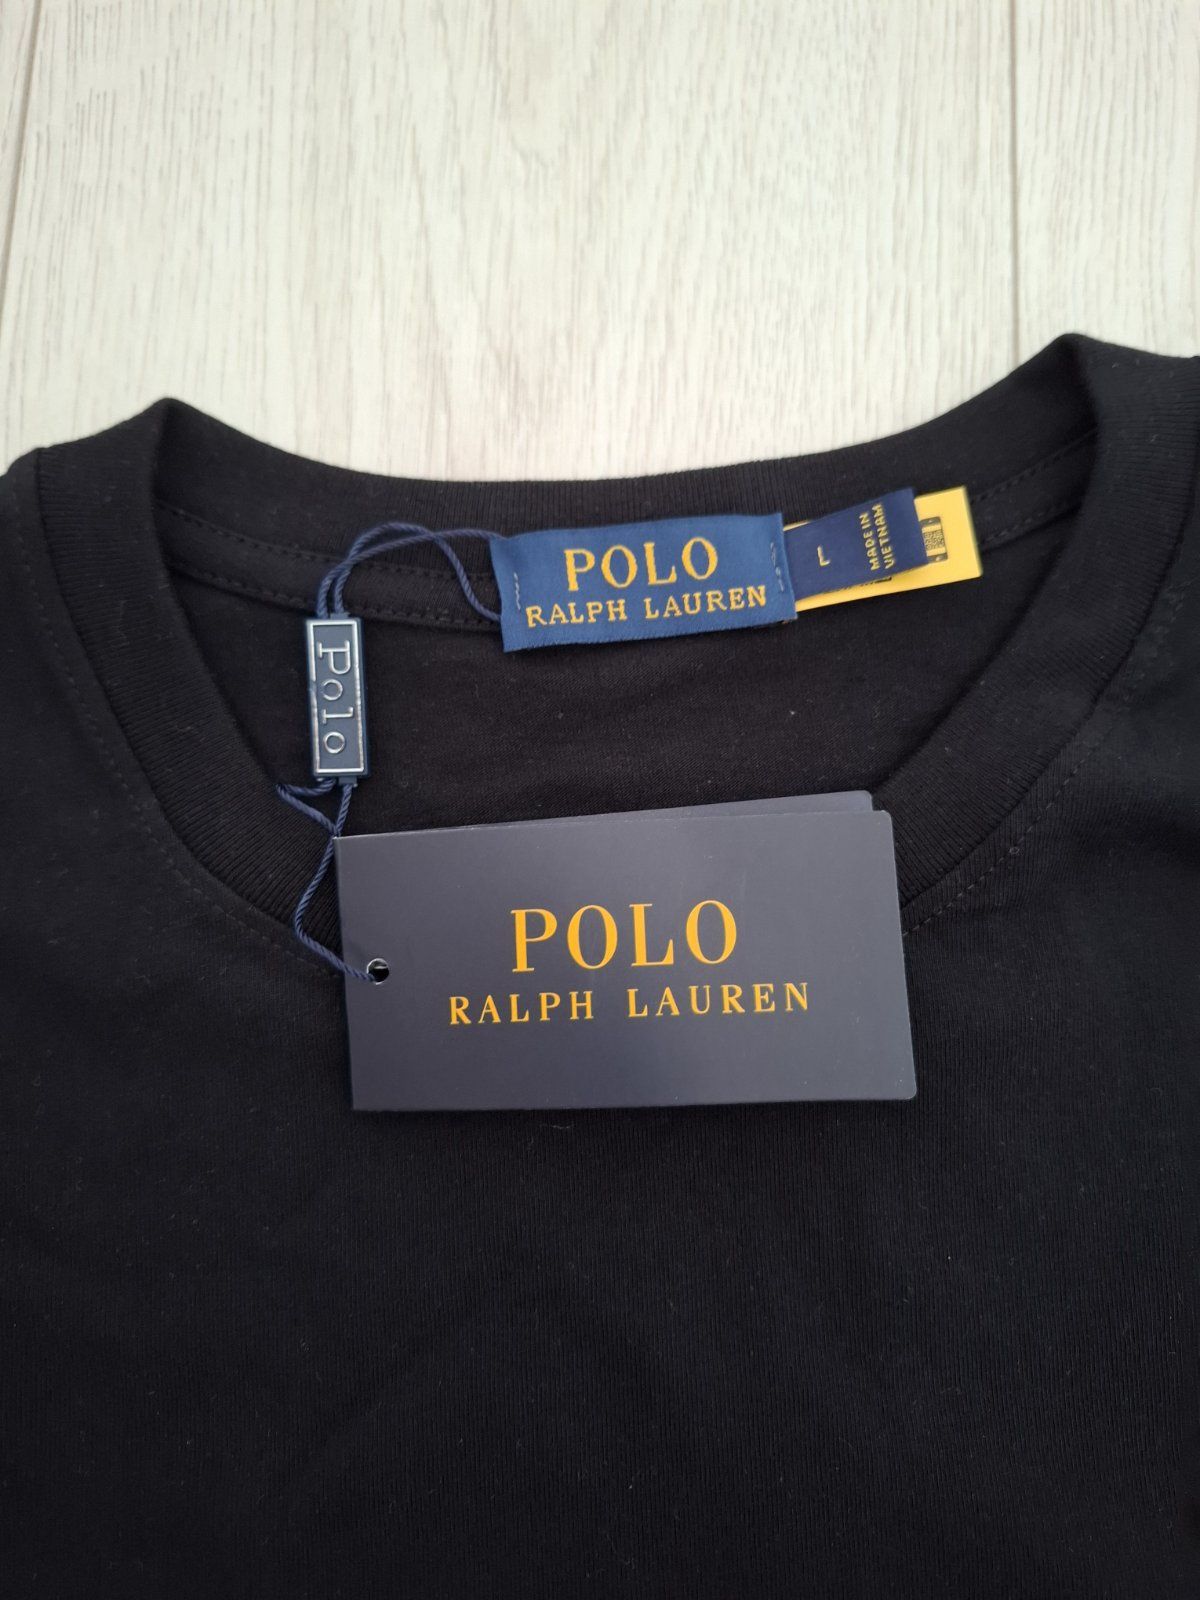 POLO
RALPH LAUREN
L
MADE IN
VIETNAM
Polo
POLO
RALPH LAUREN